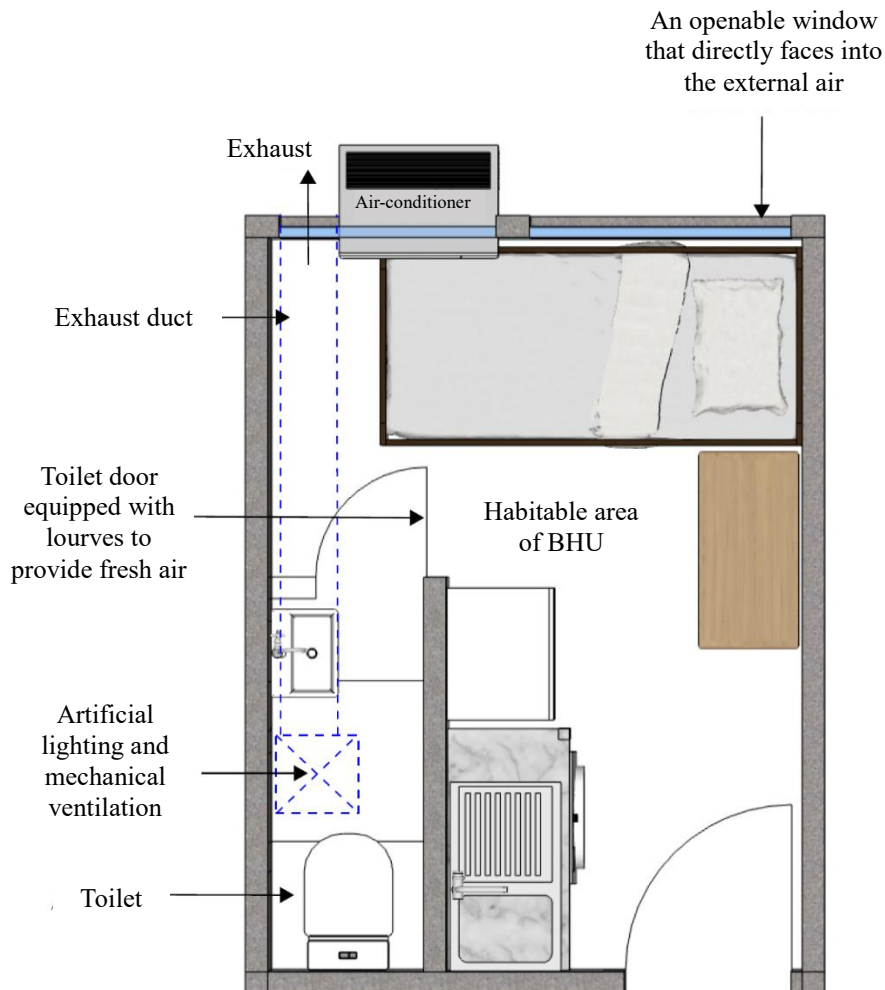 An openable window
that directly faces into
the external air
Exhaust
Air-conditioner
Exhaust duct
Toilet door
equipped with
lourves to
provide fresh air
Habitable area
of BHU
Artificial
lighting and
mechanical
ventilation
Toilet